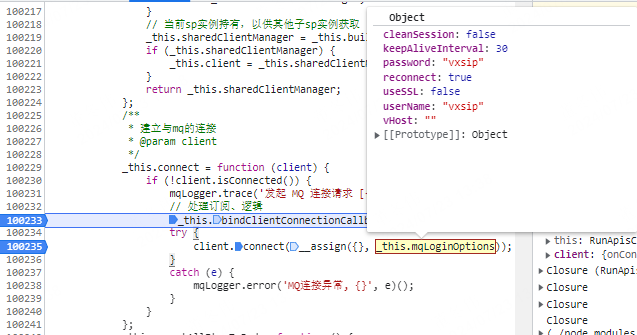 100217 }
100218 // 当前sp实例持有，以供其他子sp实例获取
100219 _this.sharedClientManager = _this.buil
100220 if (_this.sharedClientManager) {
100221 _this.client = _this.sharedClientM
100222 }
100223 return _this.sharedClientManager;
100224 };
100225 /**
100226 * 建立与mq的连接
100227 * @param client
100228 */
100229 _this.connect = function (client) {
100230 if (!client.isConnected()) {
100231 mqLogger.trace('发起 MQ 连接请求 [
100232 // 处理订阅、逻辑
100233 _this.bindClientConnectionCallb
100234 try {
100235 client.connect(__assign({}, _this.mqLoginOptions));
100236 }
100237 catch (e) {
100238 mqLogger.error('MQ连接异常, {}', e)();
100239 }
100240 }
100241 };
100242
Object
cleanSession: false
keepAliveInterval: 30
password: "vxsip"
reconnect: true
useSSL: false
userName: "vxsip"
vHost: ""
[[Prototype]]: Object
this: RunApisC
client: {onCon
Closure (RunAp
Closure
Closure
Closure